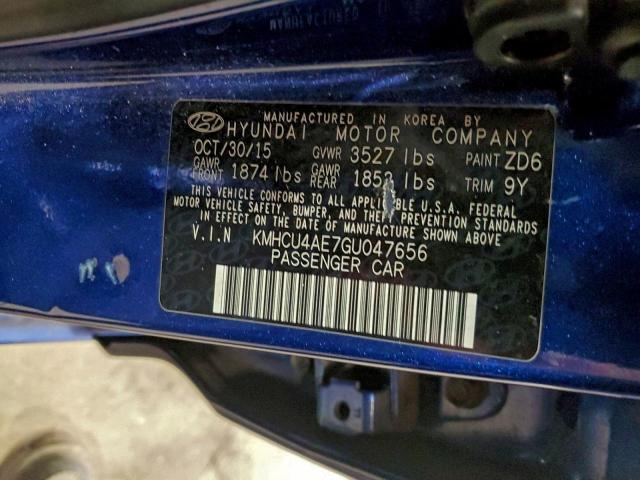 MANUFACTURED IN KOREA BY
HYUNDAI MOTOR COMPANY
OCT/30/15 GVWR 3527 lbs PAINT ZD6
GAWR FRONT 1874 lbs GAWR REAR 1852 lbs TRIM 9Y
THIS VEHICLE CONFORMS TO ALL APPLICABLE U.S.A. FEDERAL
MOTOR VEHICLE SAFETY, BUMPER, AND THEFT PREVENTION STANDARDS
IN EFFECT ON THE DATE OF MANUFACTURE SHOWN ABOVE.
V.I.N KMHCU4AE7GU047656
PASSENGER CAR